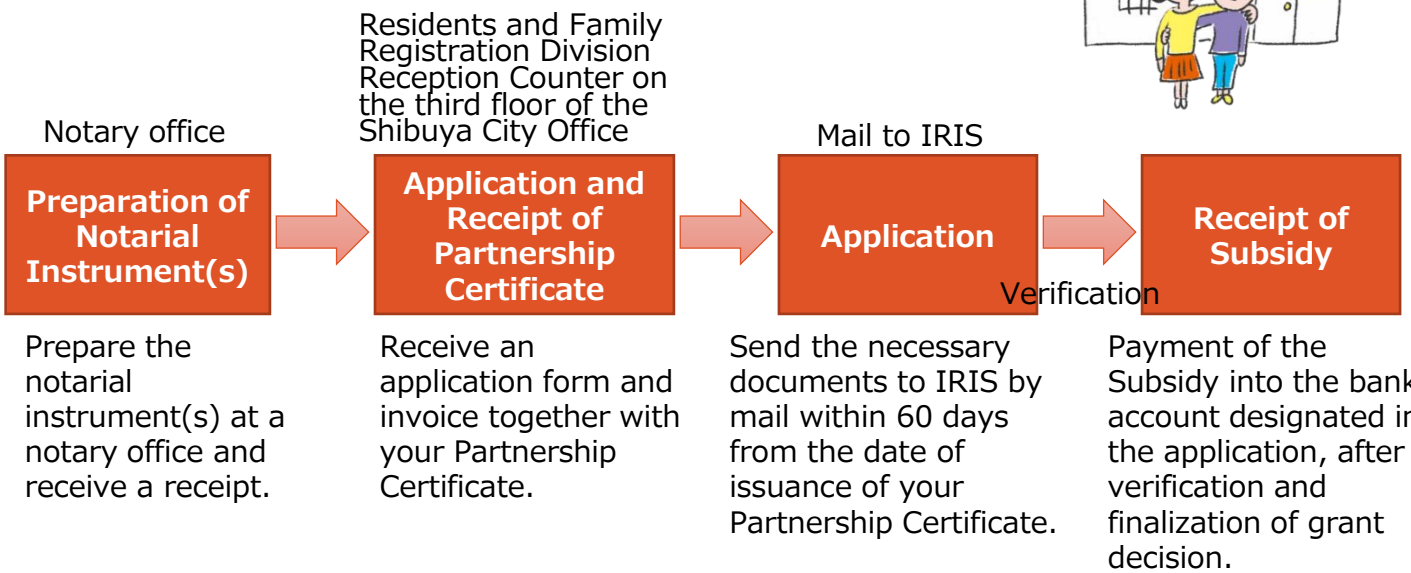 Residents and Family
Registration Division
Reception Counter on
the third floor of the
Shibuya City Office
Notary office
Mail to IRIS
Preparation of
Notarial
Instrument(s)
Application and
Receipt of
Partnership
Certificate
Application
Receipt of
Subsidy
Verification
Prepare the
notarial
instrument(s) at a
notary office and
receive a receipt.
Receive an
application form and
invoice together with
your Partnership
Certificate.
Send the necessary
documents to IRIS by
mail within 60 days
from the date of
issuance of your
Partnership Certificate.
Payment of the
Subsidy into the bank
account designated in
the application, after
verification and
finalization of grant
decision.